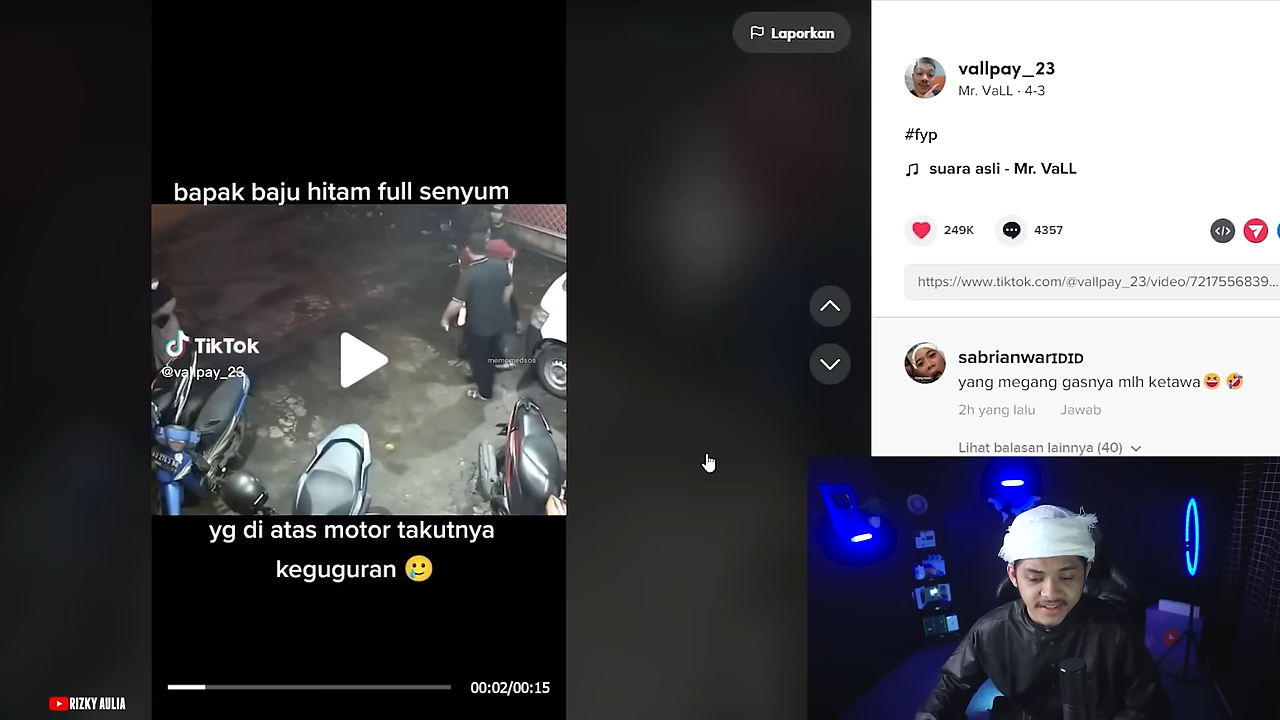 Laporkan
bapak baju hitam full senyum
TikTok
@vallpay_23
mememedsos
yg di atas motor takutnya
keguguran 🥲
00:02/00:15
RIZKY AULIA
vallpay_23
Mr. VaLL · 4-3
#fyp
suara asli - Mr. VaLL
249K
4357
https://www.tiktok.com/@vallpay_23/video/7217556839...
sabrianwarIDID
yang megang gasnya mlh ketawa😆 🤣
2h yang lalu Jawab
Lihat balasan lainnya (40)